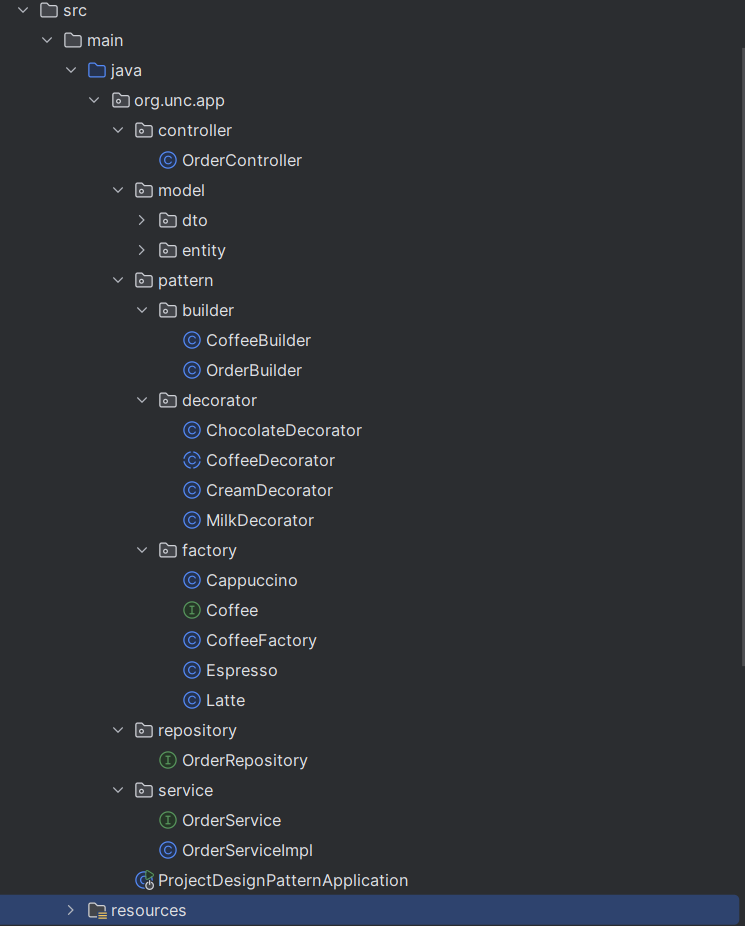 src
main
java
org.unc.app
controller
OrderController
model
dto
entity
pattern
builder
CoffeeBuilder
OrderBuilder
decorator
ChocolateDecorator
CoffeeDecorator
CreamDecorator
MilkDecorator
factory
Cappuccino
Coffee
CoffeeFactory
Espresso
Latte
repository
OrderRepository
service
OrderService
OrderServiceImpl
ProjectDesignPatternApplication
resources